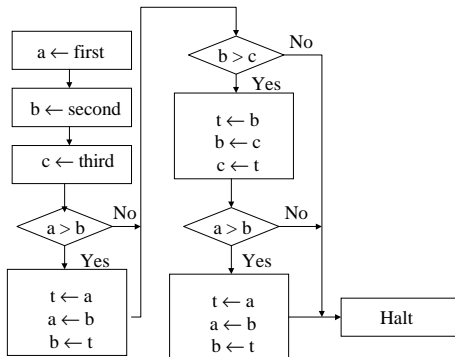 a ← first
b ← second
c ← third
a > b
No
Yes
t ← a
a ← b
b ← t
b > c
No
Yes
t ← b
b ← c
c ← t
a > b
No
Yes
t ← a
a ← b
b ← t
Halt